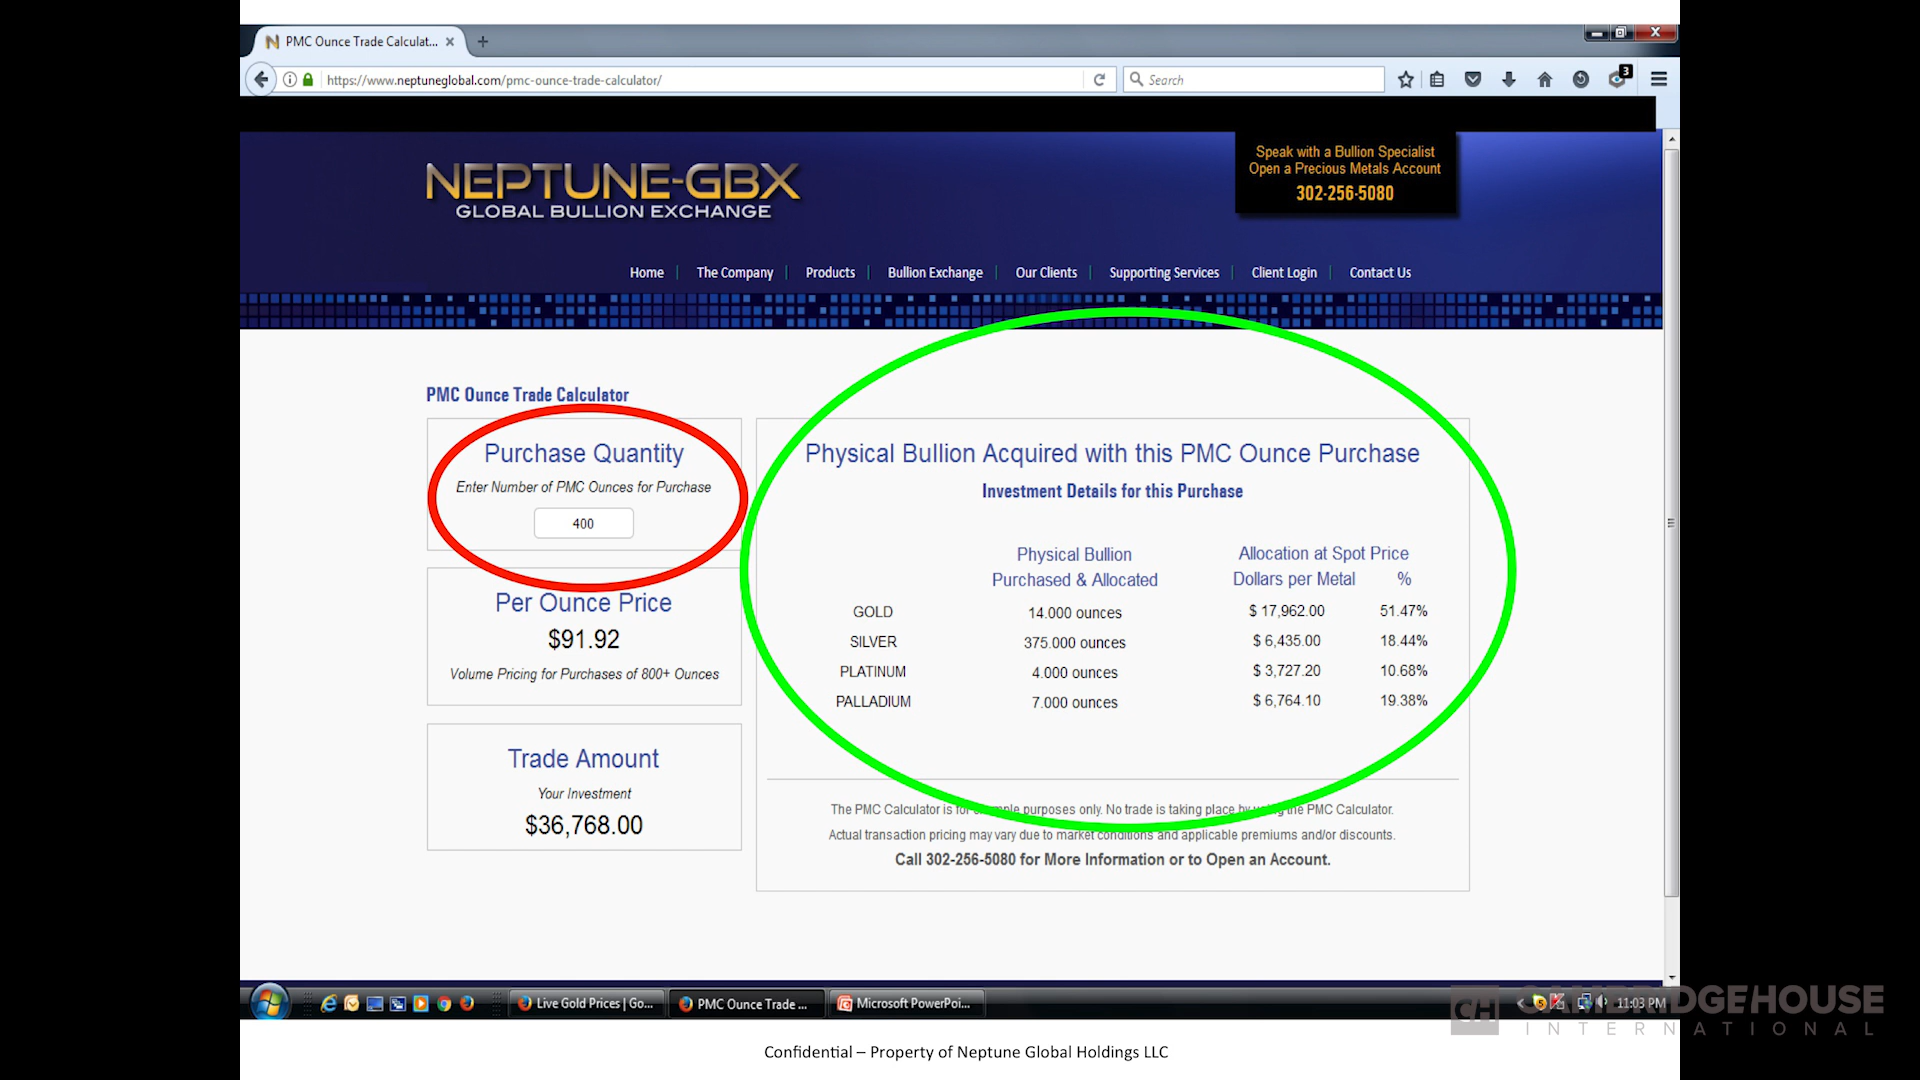 PMC Ounce Trade Calculat...
https://www.neptuneglobal.com/pmc-ounce-trade-calculator/
Search
3
NEPTUNE-GBX
GLOBAL BULLION EXCHANGE
Speak with a Bullion Specialist
Open a Precious Metals Account
302-256-5080
Home The Company Products Bullion Exchange Our Clients Supporting Services Client Login Contact Us
PMC Ounce Trade Calculator
Purchase Quantity
Enter Number of PMC Ounces for Purchase
400
Per Ounce Price
$91.92
Volume Pricing for Purchases of 800+ Ounces
Trade Amount
Your Investment
$36,768.00
Physical Bullion Acquired with this PMC Ounce Purchase
Investment Details for this Purchase
Physical Bullion Allocation at Spot Price
Purchased & Allocated Dollars per Metal %
GOLD 14.000 ounces $ 17,962.00 51.47%
SILVER 375.000 ounces $ 6,435.00 18.44%
PLATINUM 4.000 ounces $ 3,727.20 10.68%
PALLADIUM 7.000 ounces $ 6,764.10 19.38%
The PMC Calculator is for example purposes only. No trade is taking place by using the PMC Calculator.
Actual transaction pricing may vary due to market conditions and applicable premiums and/or discounts.
Call 302-256-5080 for More Information or to Open an Account.
Live Gold Prices | Go... PMC Ounce Trade ... Microsoft PowerPoi... 11:03 PM
CAMBRIDGEHOUSE
INTERNATIONAL
Confidential – Property of Neptune Global Holdings LLC